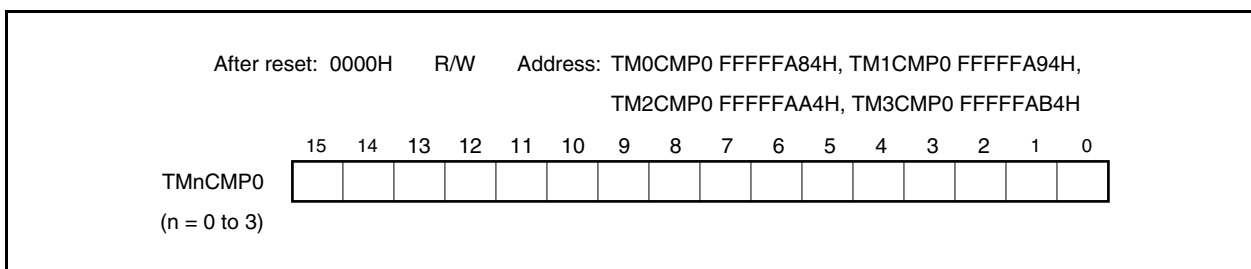 After reset: 0000H R/W Address: TM0CMP0 FFFFFA84H, TM1CMP0 FFFFFA94H,
TM2CMP0 FFFFFAA4H, TM3CMP0 FFFFFAB4H
15 14 13 12 11 10 9 8 7 6 5 4 3 2 1 0
TMnCMP0
(n = 0 to 3)